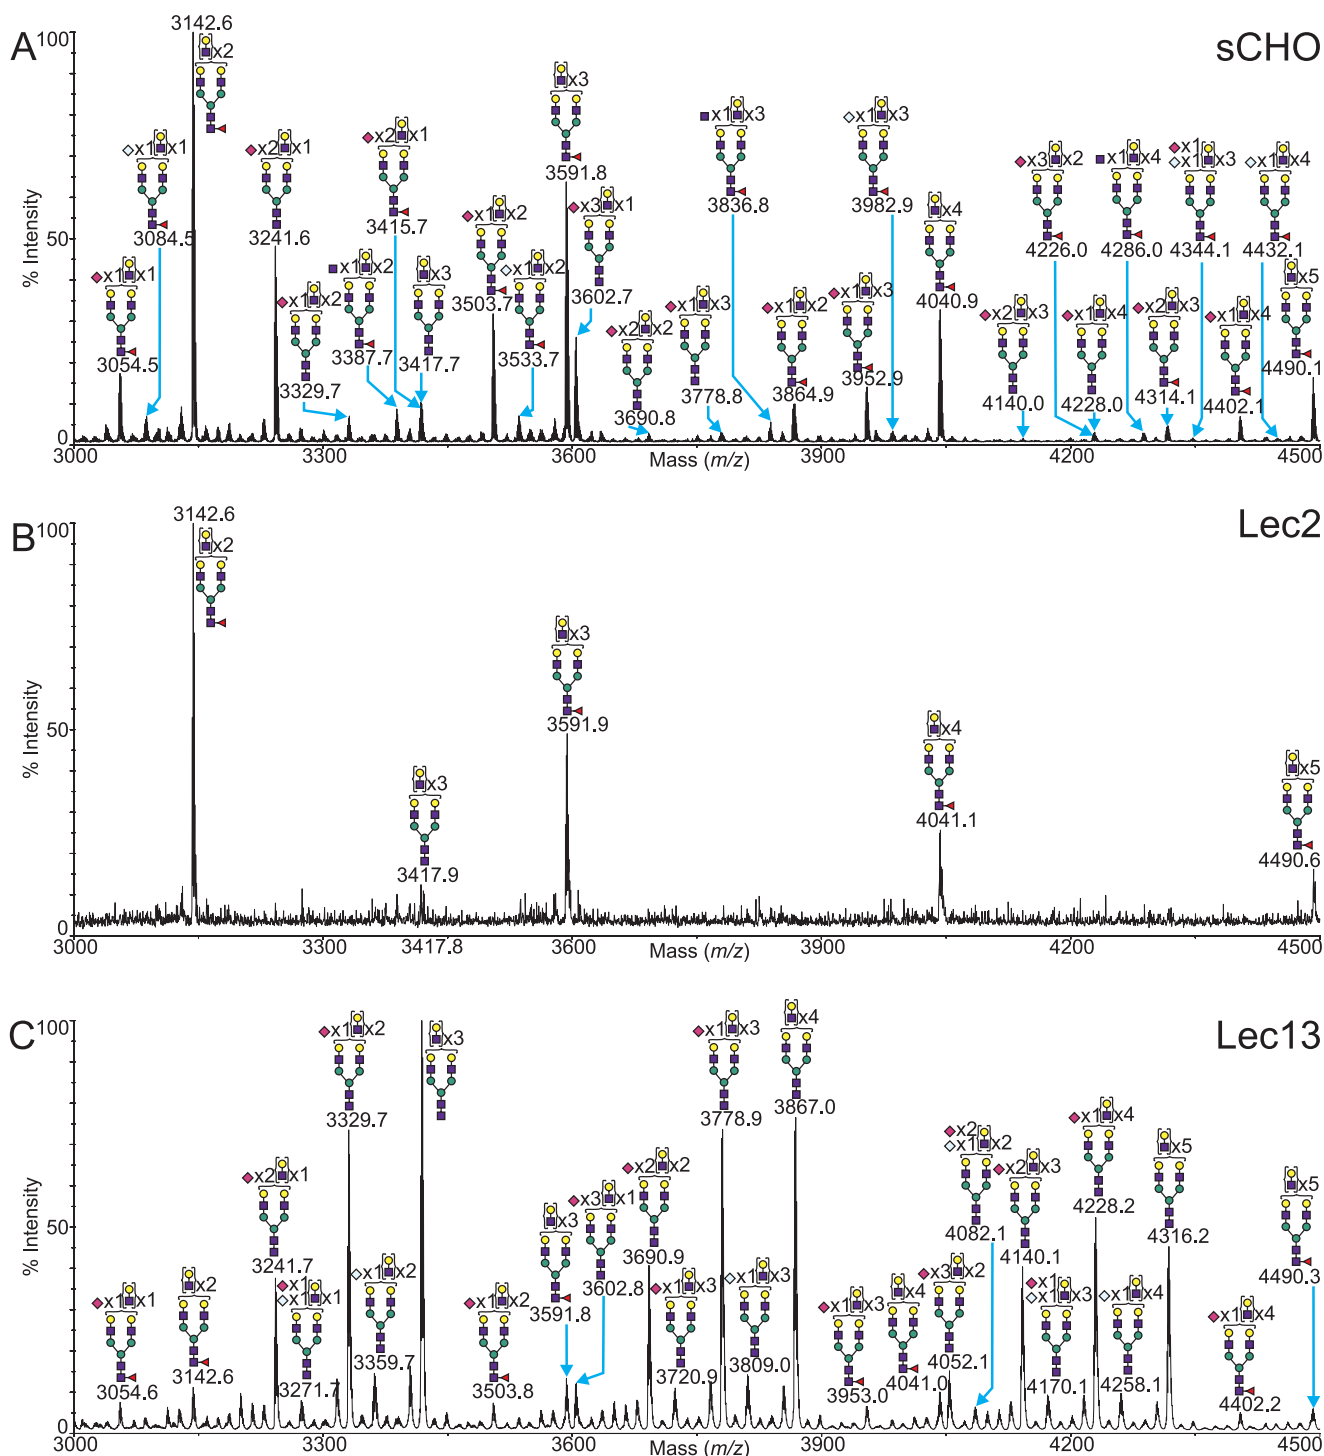 A
sCHO
% Intensity
100
50
0
3142.6
x2
x1 x1
3084.5
x1 x1
3054.5
x2 x1
3241.6
x2 x1
3415.7
x1 x2
3329.7
x1 x2
3387.7
x3
3417.7
x1 x2
3503.7
x1 x2
3533.7
x3
3591.8
x3 x1
3602.7
x2 x2
3690.8
x1 x3
3778.8
x1 x3
3836.8
x1 x2
3864.9
x1 x3
3952.9
x1 x3
3982.9
x4
4040.9
x2 x3
4140.0
x3 x2
4226.0
x1 x4
4228.0
x1 x4
4286.0
x2 x3
4314.1
x1
x1 x3
4344.1
x1 x4
4402.1
x1 x4
4432.1
x5
4490.1
3000
3300
3600
3900
4200
4500
Mass (m/z)
B
Lec2
% Intensity
100
50
0
3142.6
x2
x3
3417.9
x3
3591.9
x4
4041.1
x5
4490.6
3000
3300
3600
3900
4200
4500
Mass (m/z)
3417.8
C
Lec13
% Intensity
100
50
0
x1 x1
3054.6
x2
3142.6
x2 x1
3241.7
x1
x1 x1
3271.7
x1 x2
3329.7
x1 x2
3359.7
x3
x1 x2
3503.8
x3
3591.8
x3 x1
3602.8
x2 x2
3690.9
x1 x3
3720.9
x1 x3
3778.9
x1 x3
3809.0
x4
3867.0
x1 x3
3953.0
x4
4041.0
x3 x2
4052.1
x2
x1 x2
4082.1
x2 x3
4140.1
x1
x1 x3
4170.1
x1 x4
4228.2
x1 x4
4258.1
x5
4316.2
x1 x4
4402.2
x5
4490.3
3000
3300
3600
3900
4200
4500
Mass (m/z)